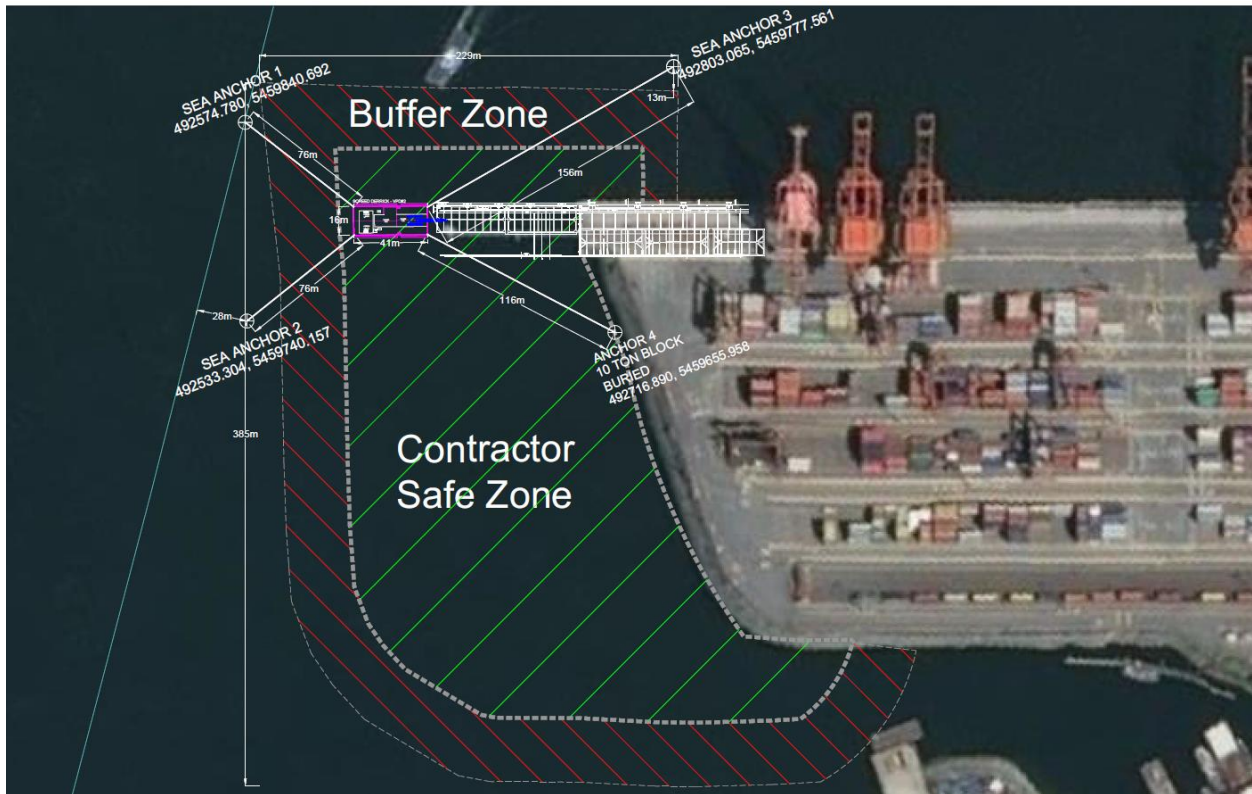 SEA ANCHOR 3
492803.065, 5459777.561
229m
13m
SEA ANCHOR 1
492574.780, 5459840.692
Buffer Zone
76m
156m
16m
41m
76m
116m
28m
SEA ANCHOR 2
492533.304, 5459740.157
ANCHOR 4
10 TON BLOCK
BURIED
492716.890, 5459655.958
385m
Contractor
Safe Zone